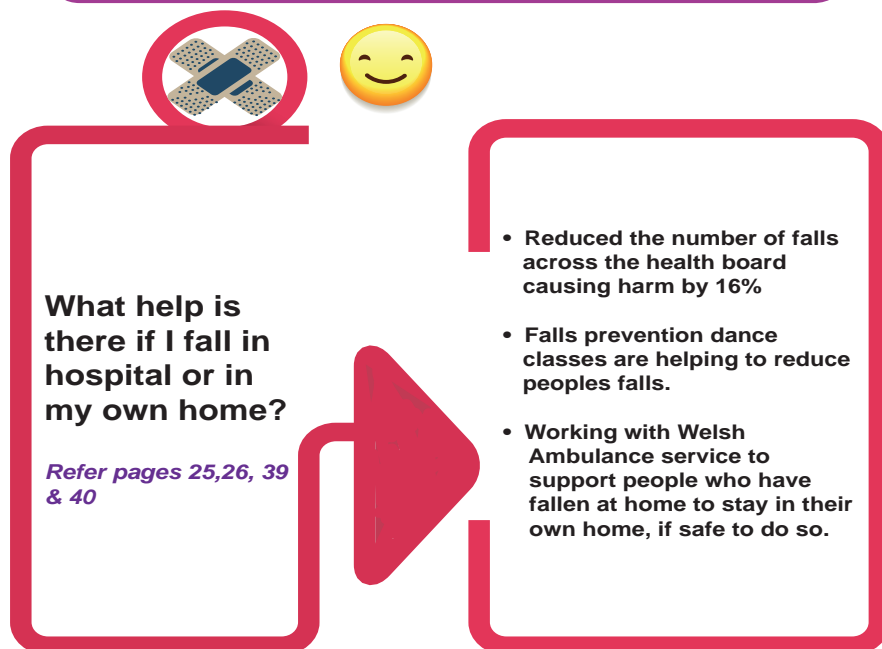 What help is
there if I fall in
hospital or in
my own home?
Refer pages 25,26, 39
& 40
• Reduced the number of falls
across the health board
causing harm by 16%
• Falls prevention dance
classes are helping to reduce
peoples falls.
• Working with Welsh
Ambulance service to
support people who have
fallen at home to stay in their
own home, if safe to do so.